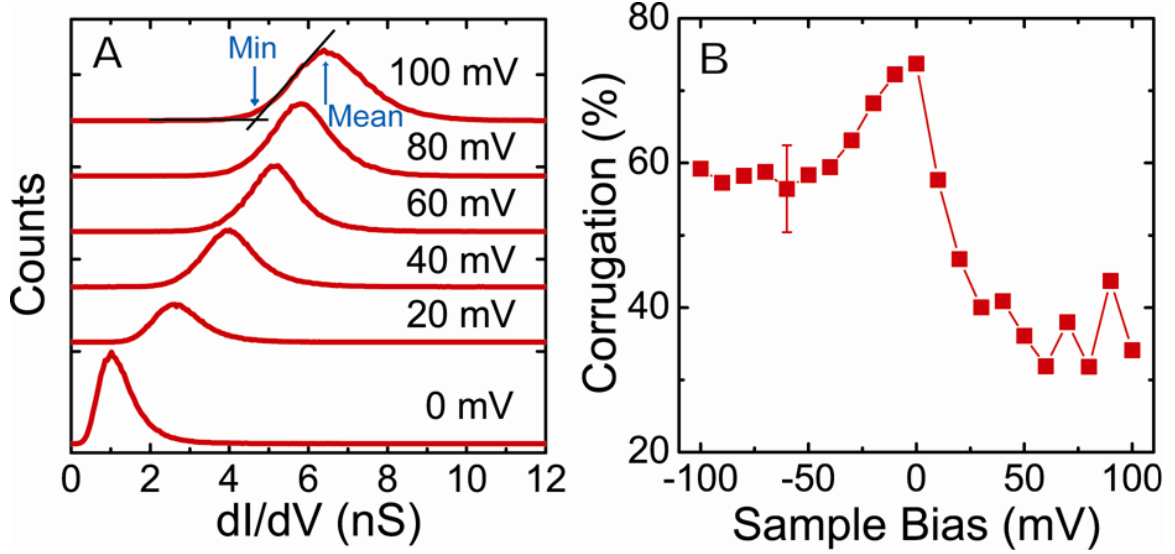 A
Min
Mean
100 mV
80 mV
60 mV
40 mV
20 mV
0 mV
Counts
0 2 4 6 8 10 12
dI/dV (nS)
B
80
60
40
20
Corrugation (%)
-100 -50 0 50 100
Sample Bias (mV)